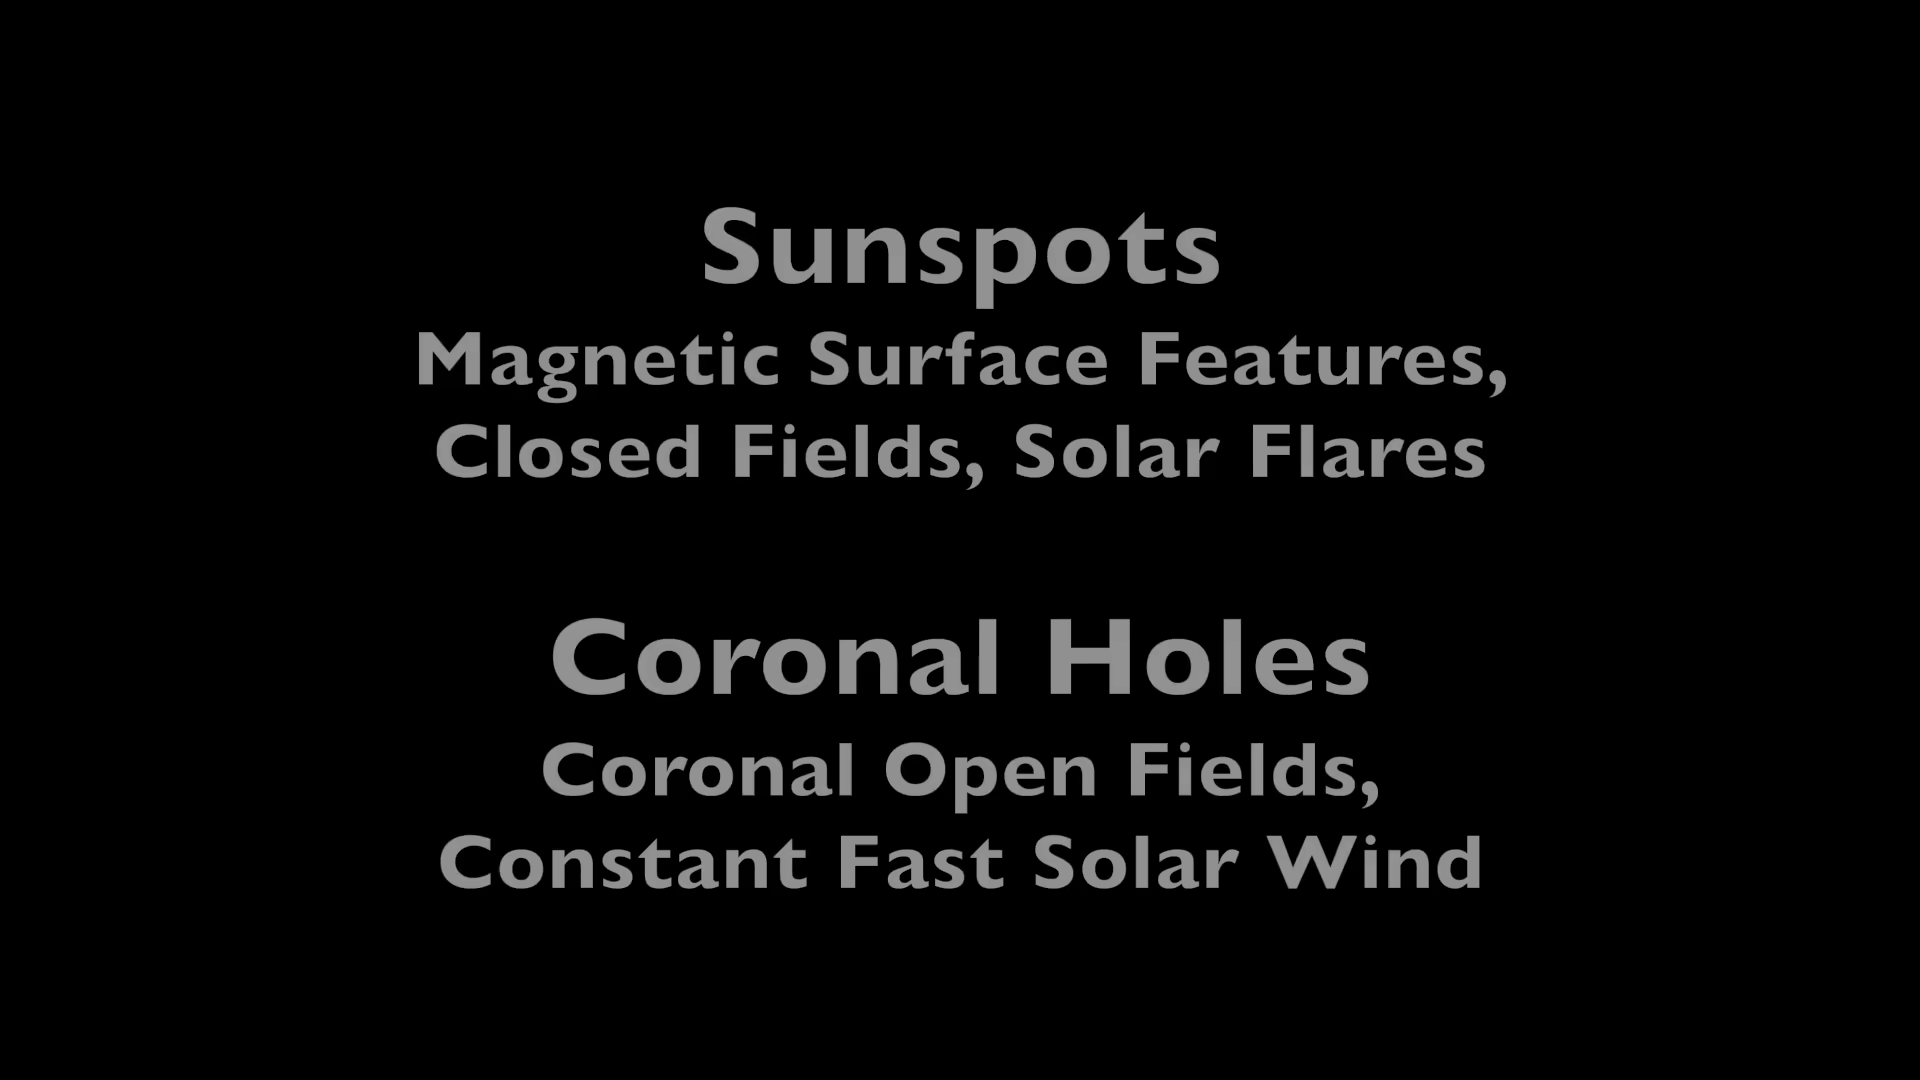 Sunspots
Magnetic Surface Features,
Closed Fields, Solar Flares
Coronal Holes
Coronal Open Fields,
Constant Fast Solar Wind